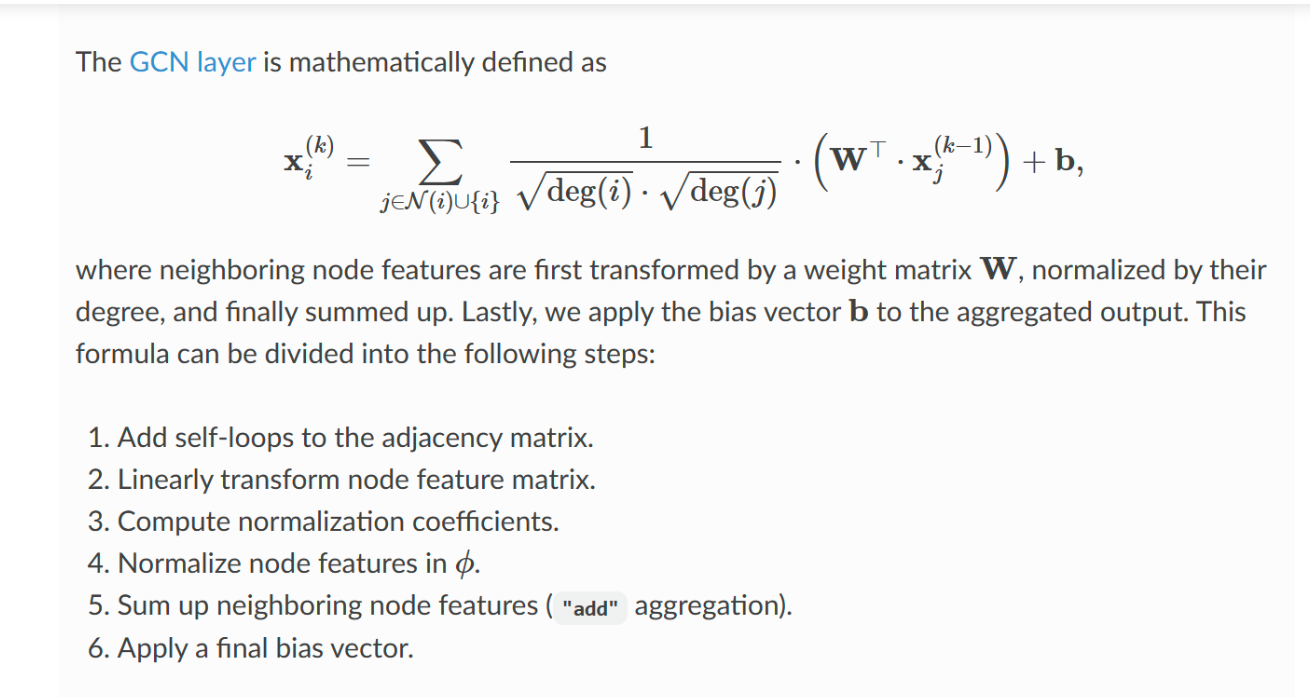 The GCN layer is mathematically defined as
$$\mathbf{x}_i^{(k)} = \sum_{j \in \mathcal{N}(i) \cup \{i\}} \frac{1}{\sqrt{\deg(i)} \cdot \sqrt{\deg(j)}} \cdot \left( \mathbf{W}^\top \cdot \mathbf{x}_j^{(k-1)} \right) + \mathbf{b},$$
where neighboring node features are first transformed by a weight matrix $\mathbf{W}$, normalized by their
degree, and finally summed up. Lastly, we apply the bias vector $\mathbf{b}$ to the aggregated output. This
formula can be divided into the following steps:
1. Add self-loops to the adjacency matrix.
2. Linearly transform node feature matrix.
3. Compute normalization coefficients.
4. Normalize node features in $\phi$.
5. Sum up neighboring node features ( "add" aggregation).
6. Apply a final bias vector.